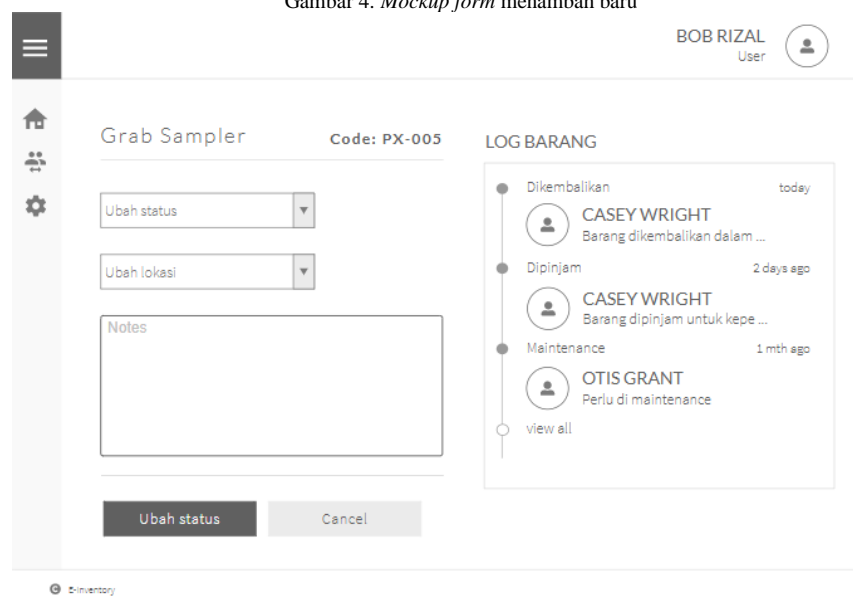 Gambar 4. Mockup form menambah baru
BOB RIZAL
User
Grab Sampler
Code: PX-005
Ubah status
Ubah lokasi
Notes
Ubah status
Cancel
LOG BARANG
Dikembalikan
today
CASEY WRIGHT
Barang dikembalikan dalam ...
Dipinjam
2 days ago
CASEY WRIGHT
Barang dipinjam untuk kepe ...
Maintenance
1 mth ago
OTIS GRANT
Perlu di maintenance
view all
© E-Inventory